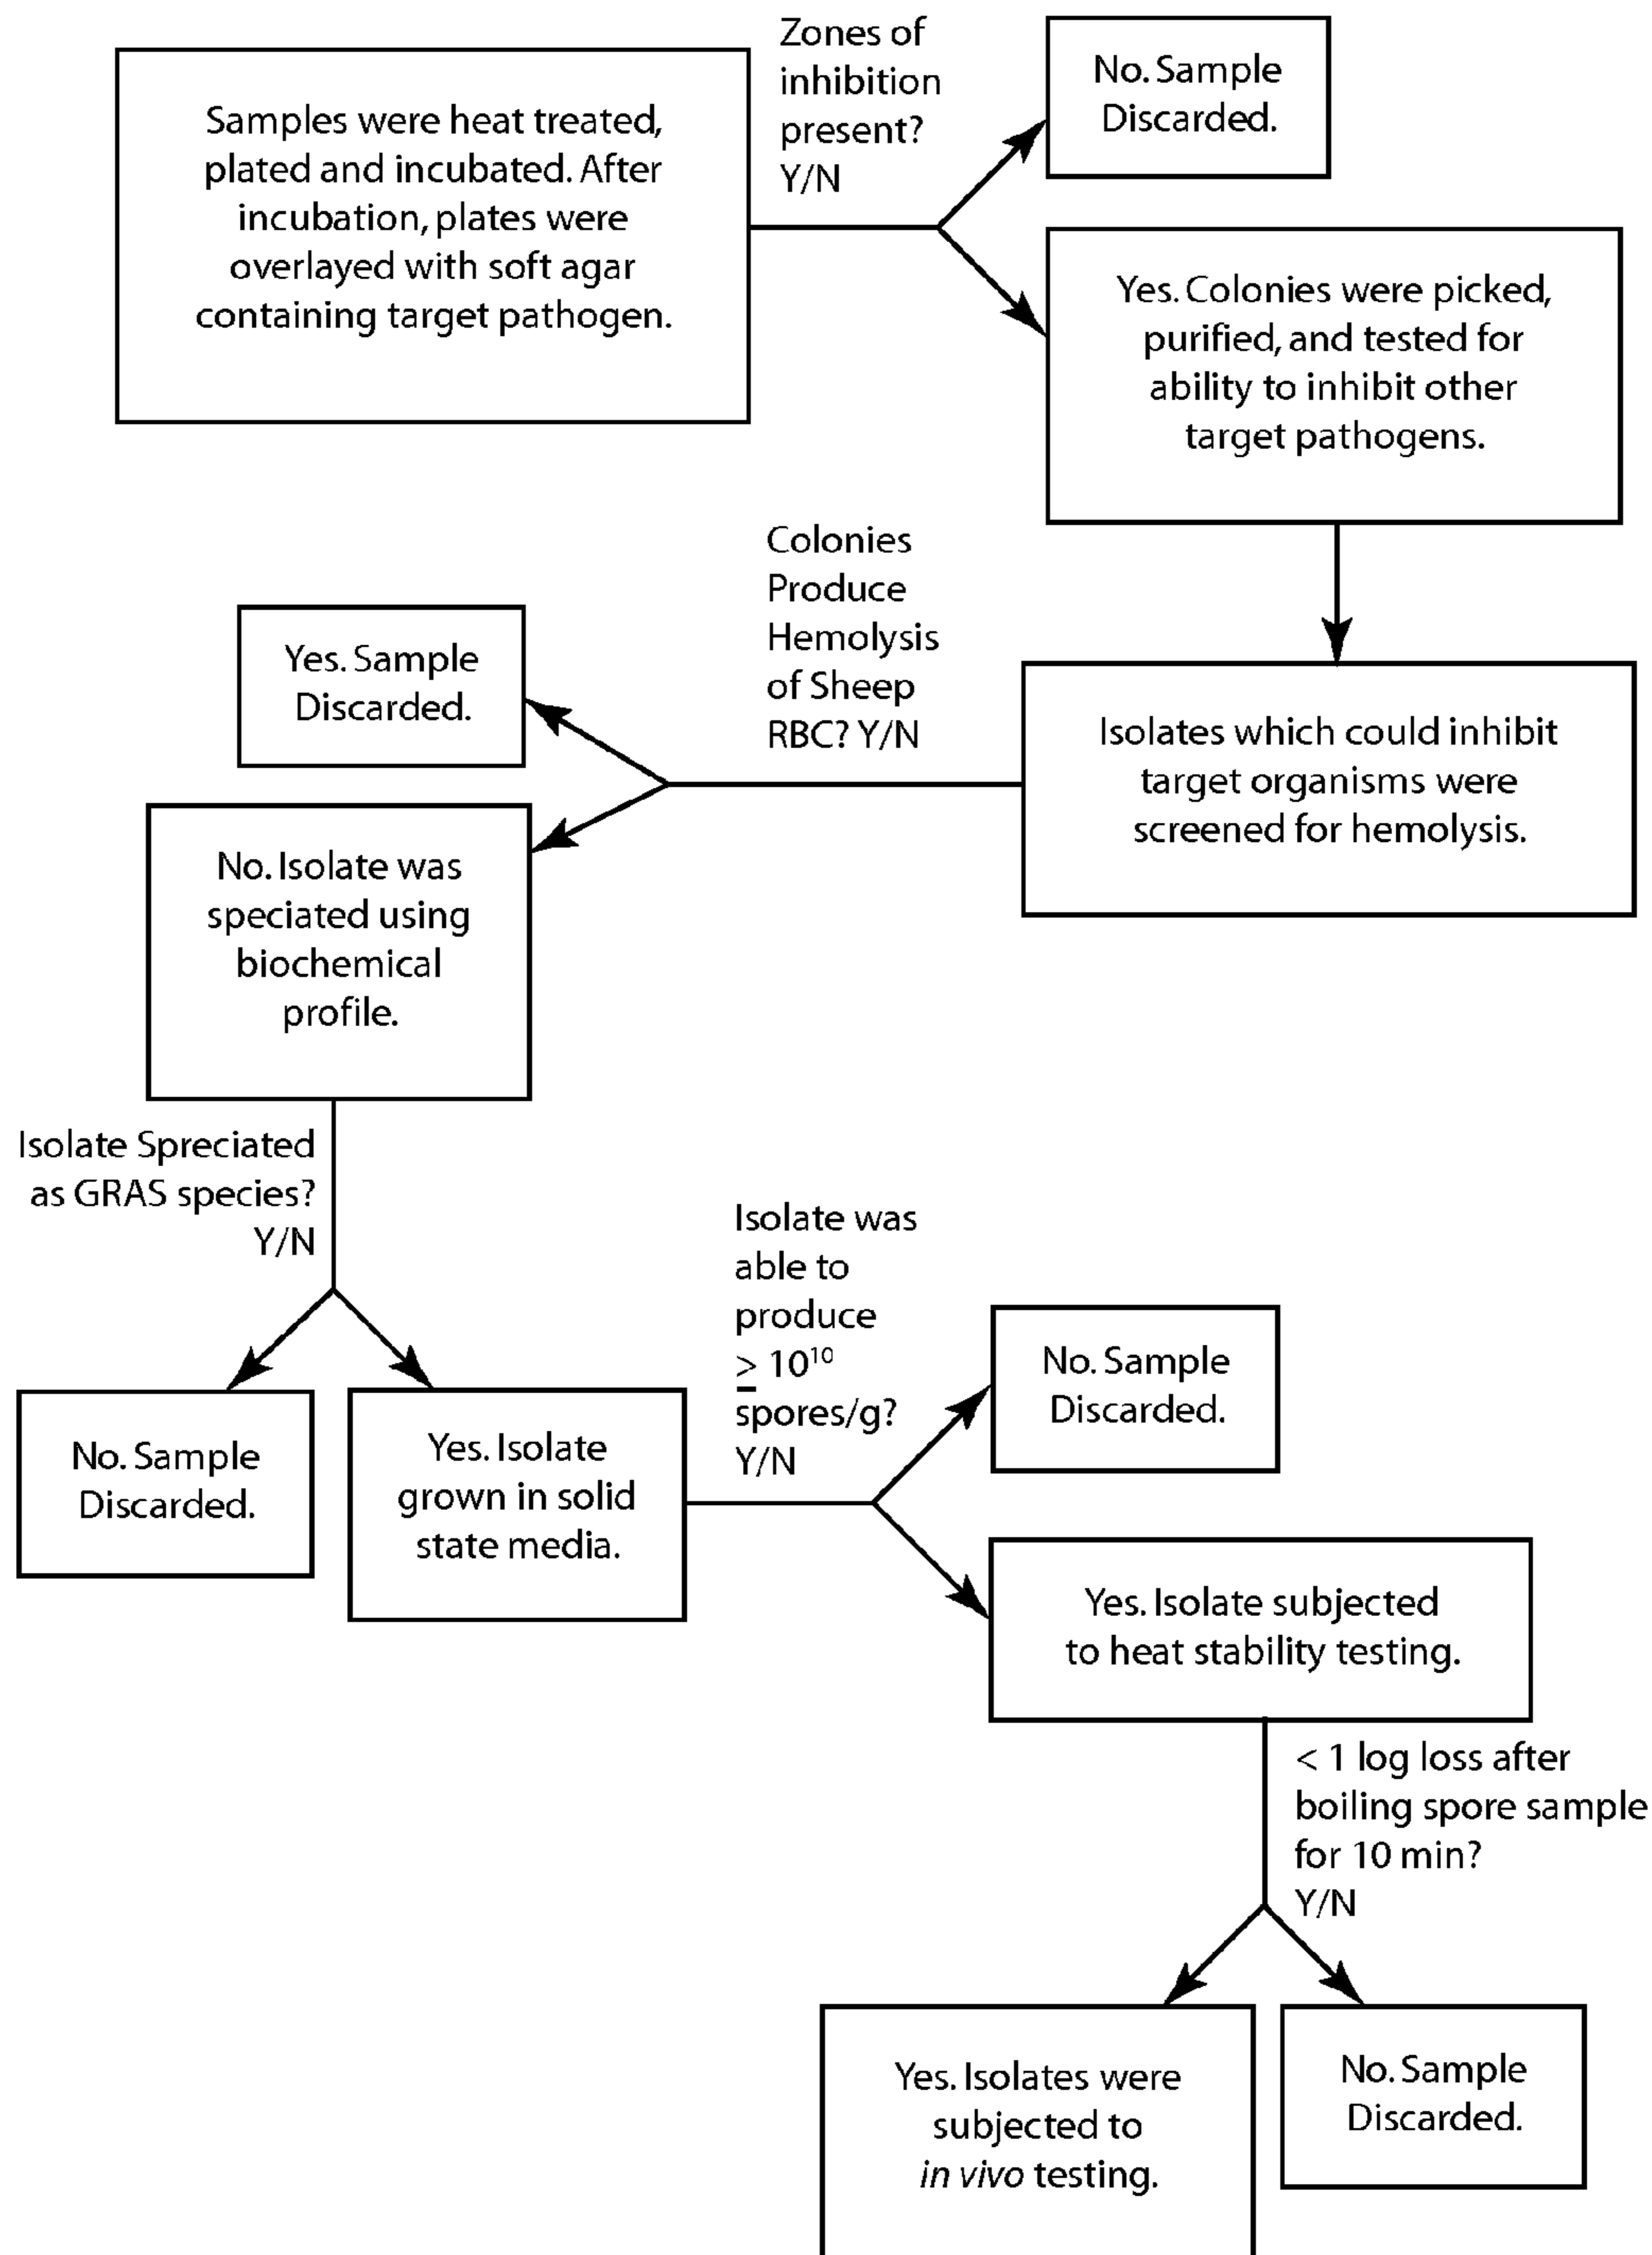 Samples were heat treated,
plated and incubated. After
incubation, plates were
overlayed with soft agar
containing target pathogen.
Zones of
inhibition
present?
Y/N
No. Sample
Discarded.
Yes. Colonies were picked,
purified, and tested for
ability to inhibit other
target pathogens.
Isolates which could inhibit
target organisms were
screened for hemolysis.
Colonies
Produce
Hemolysis
of Sheep
RBC? Y/N
Yes. Sample
Discarded.
No. Isolate was
speciated using
biochemical
profile.
Isolate Spreciated
as GRAS species?
Y/N
No. Sample
Discarded.
Yes. Isolate
grown in solid
state media.
Isolate was
able to
produce
≥ 10¹⁰
spores/g?
Y/N
No. Sample
Discarded.
Yes. Isolate subjected
to heat stability testing.
< 1 log loss after
boiling spore sample
for 10 min?
Y/N
Yes. Isolates were
subjected to
in vivo testing.
No. Sample
Discarded.